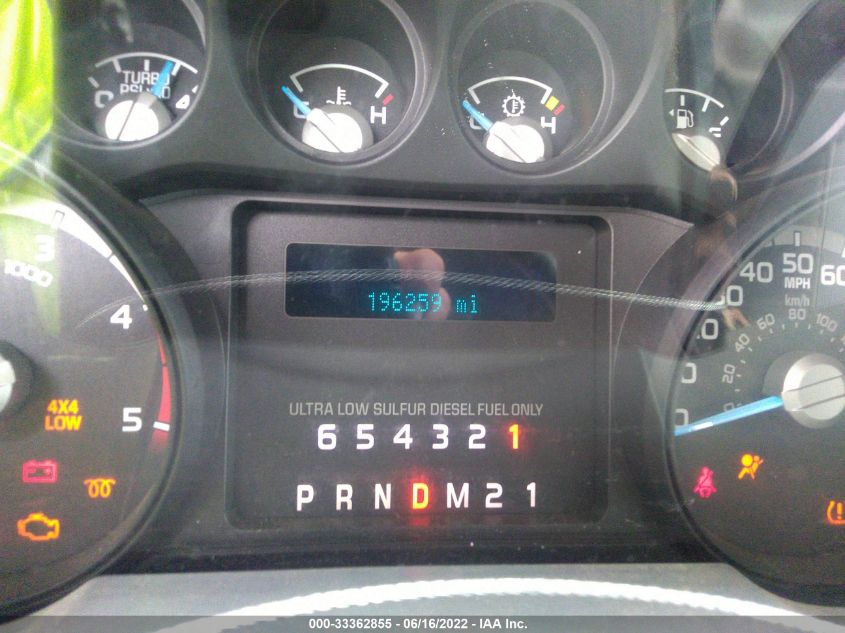 TURBO
PSI
H
H
3
1000
4
5
4X4
LOW
196259 mi
ULTRA LOW SULFUR DIESEL FUEL ONLY
6 5 4 3 2 1
P R N D M 2 1
40 50 60
MPH
km/h
80
60
100
40
20
000-33362855 - 06/16/2022 - IAA Inc.